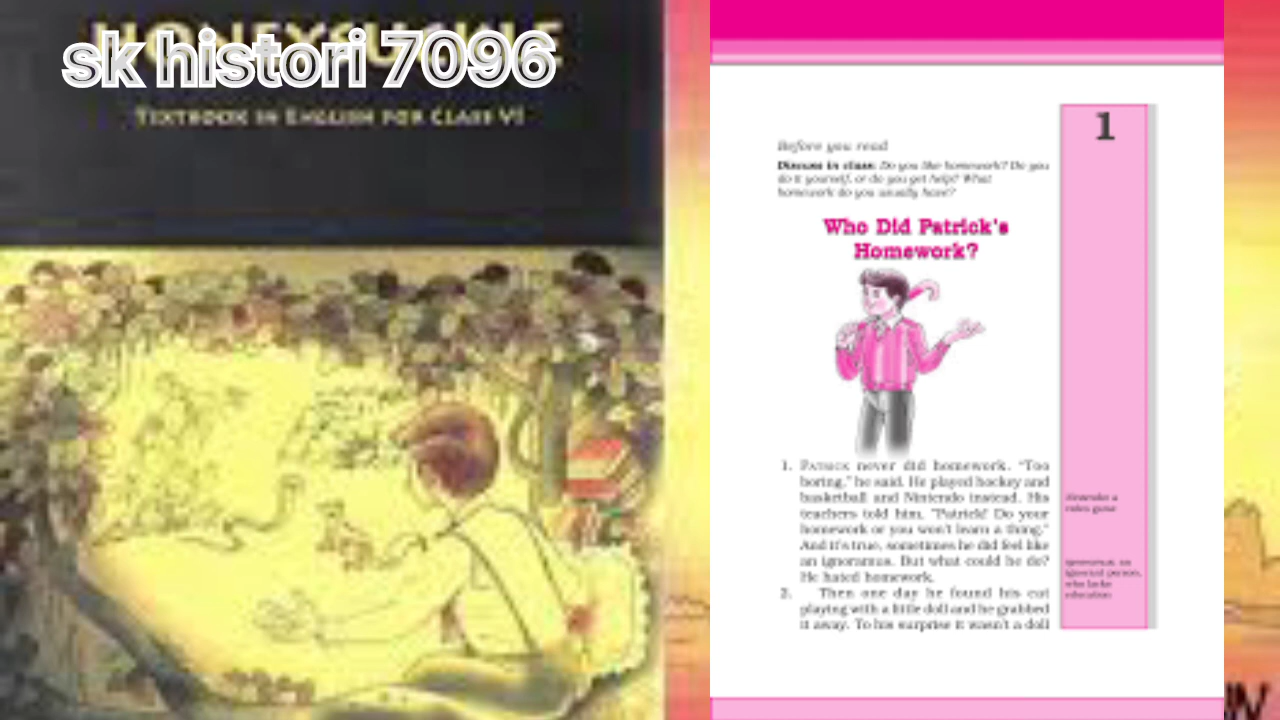 HONEYSUCKLE
sk histori 7096
TEXTBOOK IN ENGLISH FOR CLASS VI
1
Before you read
Discuss in class: Do you like homework? Do you
do it yourself, or do you get help? What
homework do you usually have?
Who Did Patrick's
Homework?
1. PATRICK never did homework. “Too
boring,” he said. He played hockey and
basketball and Nintendo instead. His
teachers told him, “Patrick! Do your
homework or you won't learn a thing.”
And it's true, sometimes he did feel like
an ignoramus. But what could he do?
He hated homework.
2. Then one day he found his cat
playing with a little doll and he grabbed
it away. To his surprise it wasn't a doll
Nintendo: a
video game
ignoramus: an
ignorant person,
who lacks
education